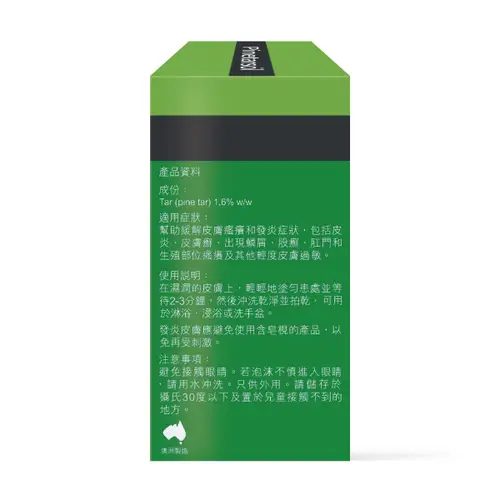 Pinetarsol
產品資料
成份：
Tar (pine tar) 1.6% w/w
適用症狀：
幫助緩解皮膚瘙癢和發炎症狀，包括皮
炎、皮膚癬、出現鱗屑、股癬、肛門和
生殖部位瘙癢及其他輕度皮膚過敏。
使用說明：
在濕潤的皮膚上，輕輕地塗勻患處並等
待2-3分鐘，然後沖洗乾淨並拍乾，可用
於淋浴、浸浴或洗手盆。
發炎皮膚應避免使用含皂梘的產品，以
免再受刺激。
注意事項：
避免接觸眼睛。若泡沫不慎進入眼睛
，請用水沖洗。只供外用。請儲存於
攝氏30度以下及置於兒童接觸不到的
地方。
澳洲製造